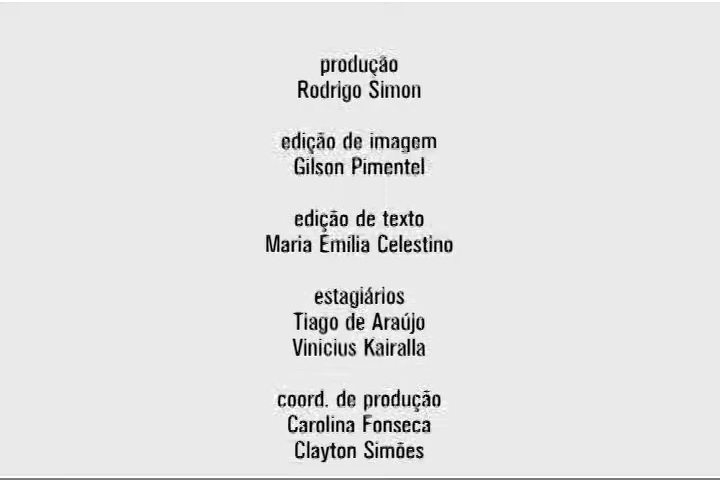 produção
Rodrigo Simon
edição de imagem
Gilson Pimentel
edição de texto
Maria Emília Celestino
estagiários
Tiago de Araújo
Vinicius Kairalla
coord. de produção
Carolina Fonseca
Clayton Simões